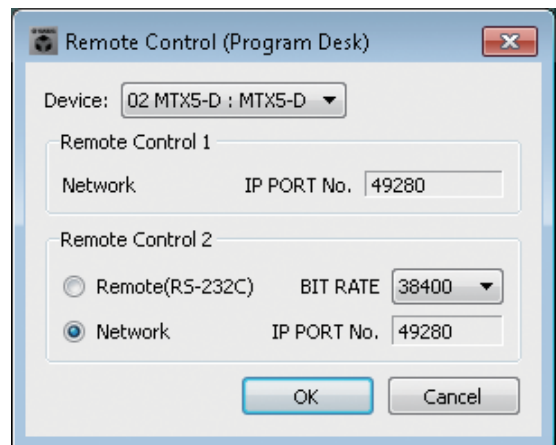 Remote Control (Program Desk)
Device: 02 MTX5-D : MTX5-D
Remote Control 1
Network IP PORT No. 49280
Remote Control 2
Remote(RS-232C) BIT RATE 38400
Network IP PORT No. 49280
OK Cancel